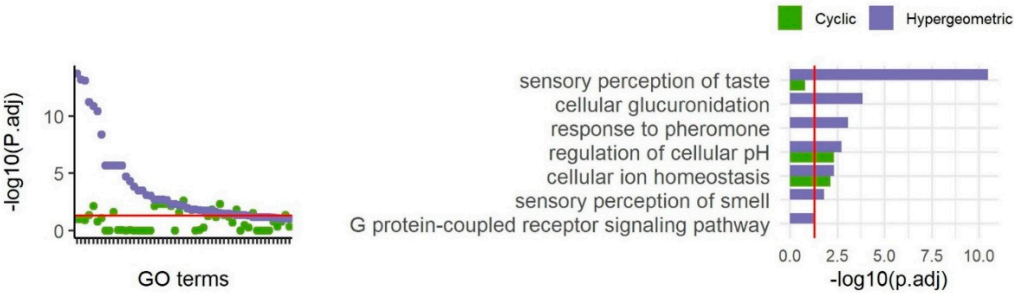 Cyclic Hypergeometric
-log10(P.adj)
10
5
0
GO terms
sensory perception of taste
cellular glucuronidation
response to pheromone
regulation of cellular pH
cellular ion homeostasis
sensory perception of smell
G protein-coupled receptor signaling pathway
0.0 2.5 5.0 7.5 10.0
-log10(p.adj)